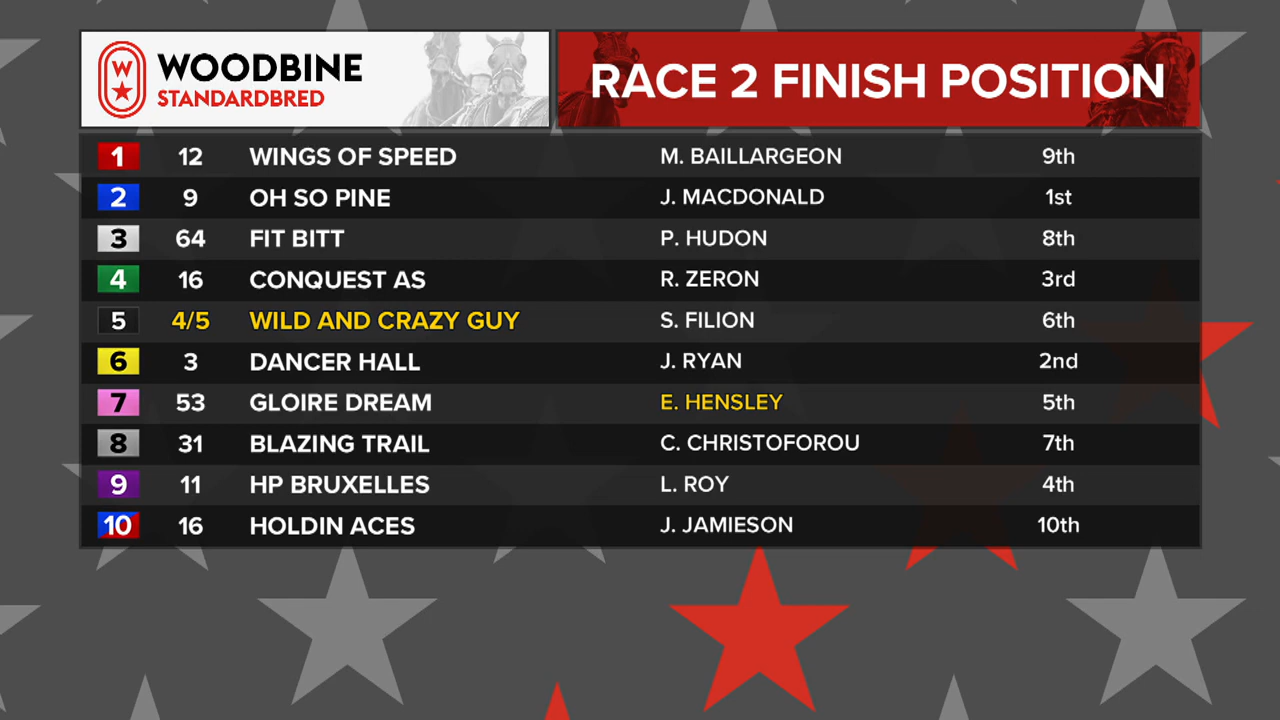 W
WOODBINE
STANDARDBRED
RACE 2 FINISH POSITION
1 12 WINGS OF SPEED M. BAILLARGEON 9th
2 9 OH SO PINE J. MACDONALD 1st
3 64 FIT BITT P. HUDON 8th
4 16 CONQUEST AS R. ZERON 3rd
5 4/5 WILD AND CRAZY GUY S. FILION 6th
6 3 DANCER HALL J. RYAN 2nd
7 53 GLOIRE DREAM E. HENSLEY 5th
8 31 BLAZING TRAIL C. CHRISTOFOROU 7th
9 11 HP BRUXELLES L. ROY 4th
10 16 HOLDIN ACES J. JAMIESON 10th